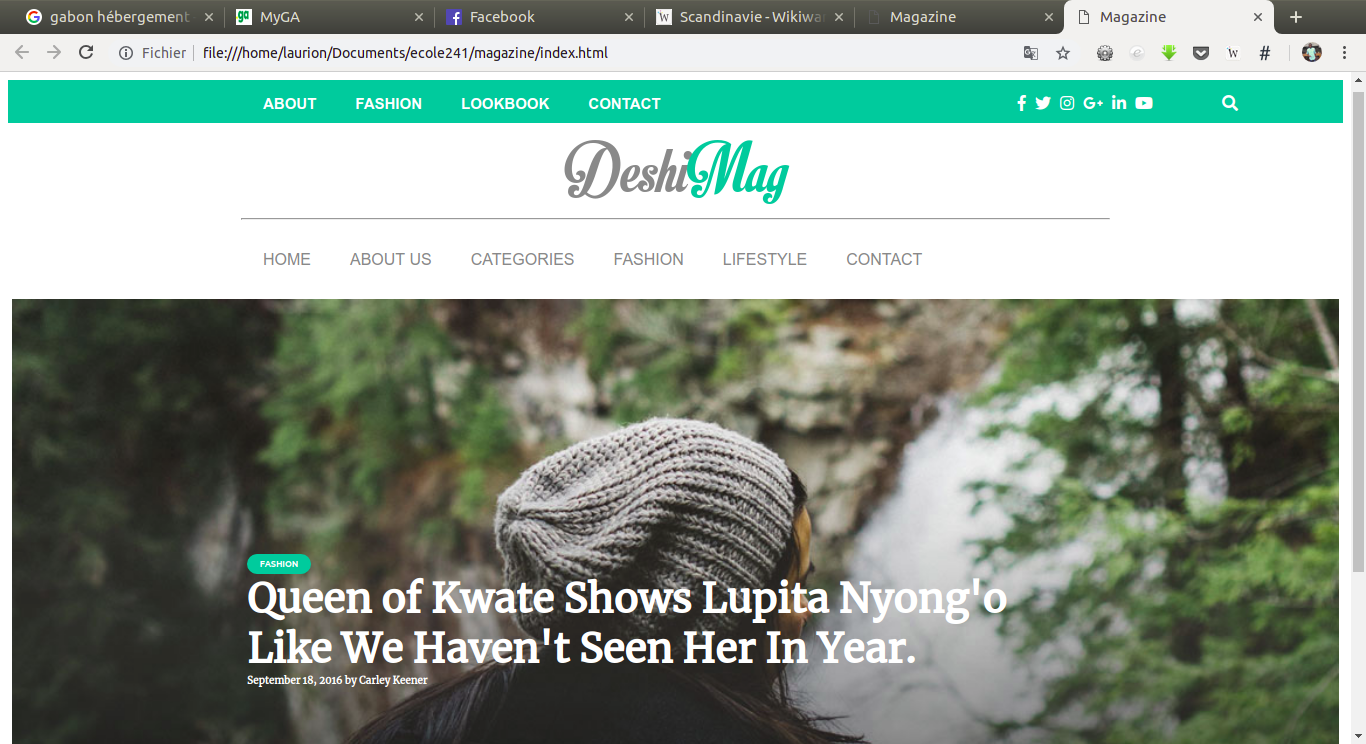 gabon hébergement
MyGA
Facebook
Scandinavie - Wikiwa
Magazine
Magazine
Fichier
file:///home/laurion/Documents/ecole241/magazine/index.html
ABOUT FASHION LOOKBOOK CONTACT
DeshiMag
HOME ABOUT US CATEGORIES FASHION LIFESTYLE CONTACT
FASHION
Queen of Kwate Shows Lupita Nyong'o
Like We Haven't Seen Her In Year.
September 18, 2016 by Carley Keener